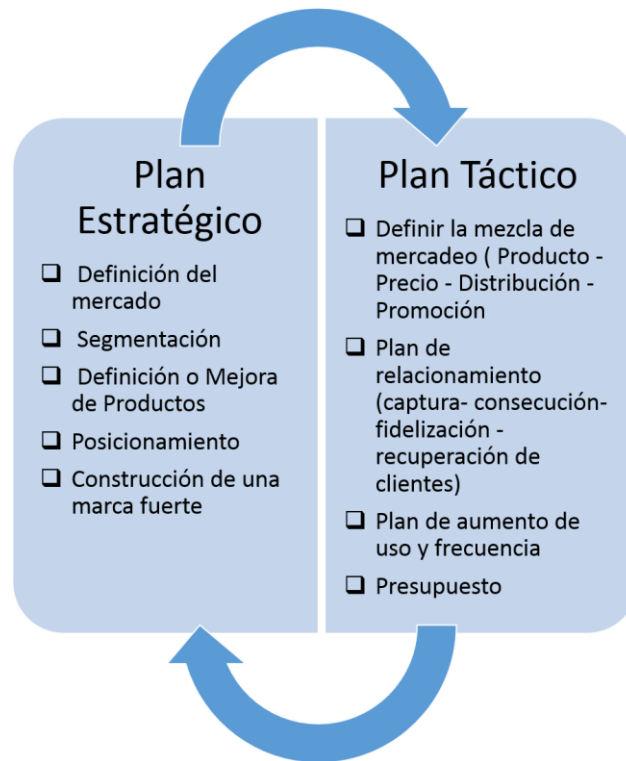 Plan
Estratégico
❑ Definición del
mercado
❑ Segmentación
❑ Definición o Mejora
de Productos
❑ Posicionamiento
❑ Construcción de una
marca fuerte
Plan Táctico
❑ Definir la mezcla de
mercadeo ( Producto -
Precio - Distribución -
Promoción
❑ Plan de
relacionamiento
(captura- consecución-
fidelización -
recuperación de
clientes)
❑ Plan de aumento de
uso y frecuencia
❑ Presupuesto